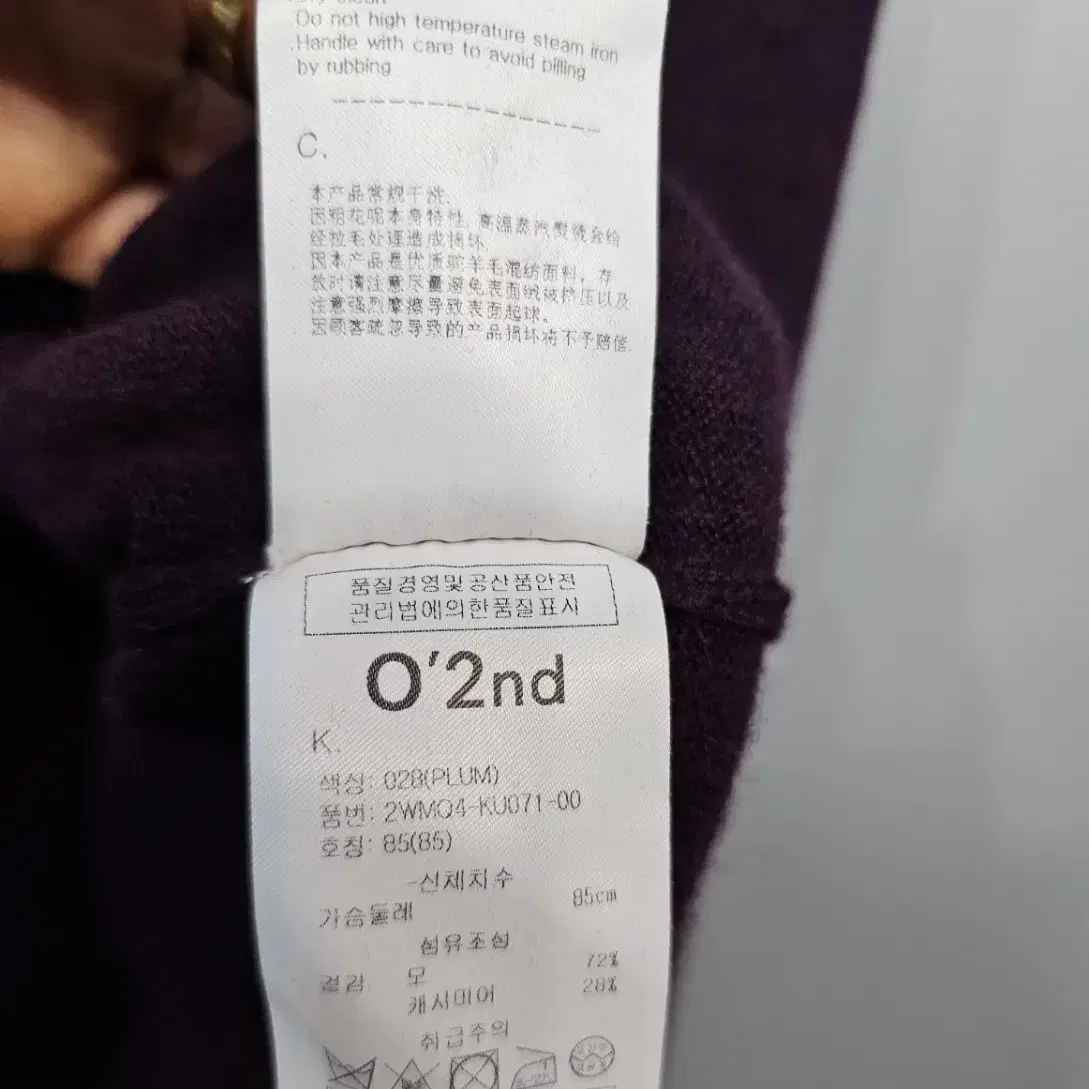 Do not high temperature steam iron
.Handle with care to avoid pilling
by rubbing
C.
本产品常规干洗.
因粗花呢本身特性, 高温蒸汽熨烫会给
经拉毛处理造成损坏.
因本产品是优质驼羊毛混纺面料, 存
放时请注意尽量避免表面绒被挤压以及
注意强烈摩擦导致表面起球.
因顾客疏忽导致的产品损坏将不予赔偿.
품질경영및공산품안전
관리법에의한품질표시
O'2nd
K.
색상: 028(PLUM)
품번: 2WMQ4-KU071-00
호칭: 85(85)
-신체치수
가슴둘레 85cm
섬유조성
겉감 모 72%
캐시미어 28%
취급주의